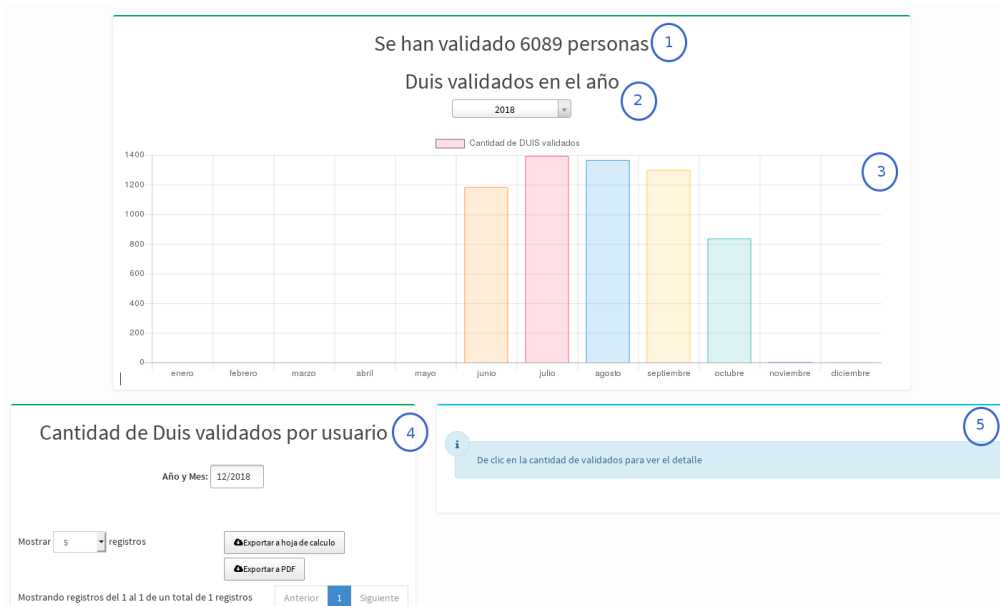 Se han validado 6089 personas 1
Duis validados en el año 2
2018
Cantidad de DUIS validados
3
1400
1200
1000
800
600
400
200
0
enero febrero marzo abril mayo junio julio agosto septiembre octubre noviembre diciembre
Cantidad de Duis validados por usuario 4
Año y Mes: 12/2018
Mostrar 5 registros
Exportar a hoja de calculo
Exportar a PDF
Mostrando registros del 1 al 1 de un total de 1 registros
Anterior 1 Siguiente
5
i
De clic en la cantidad de validados para ver el detalle